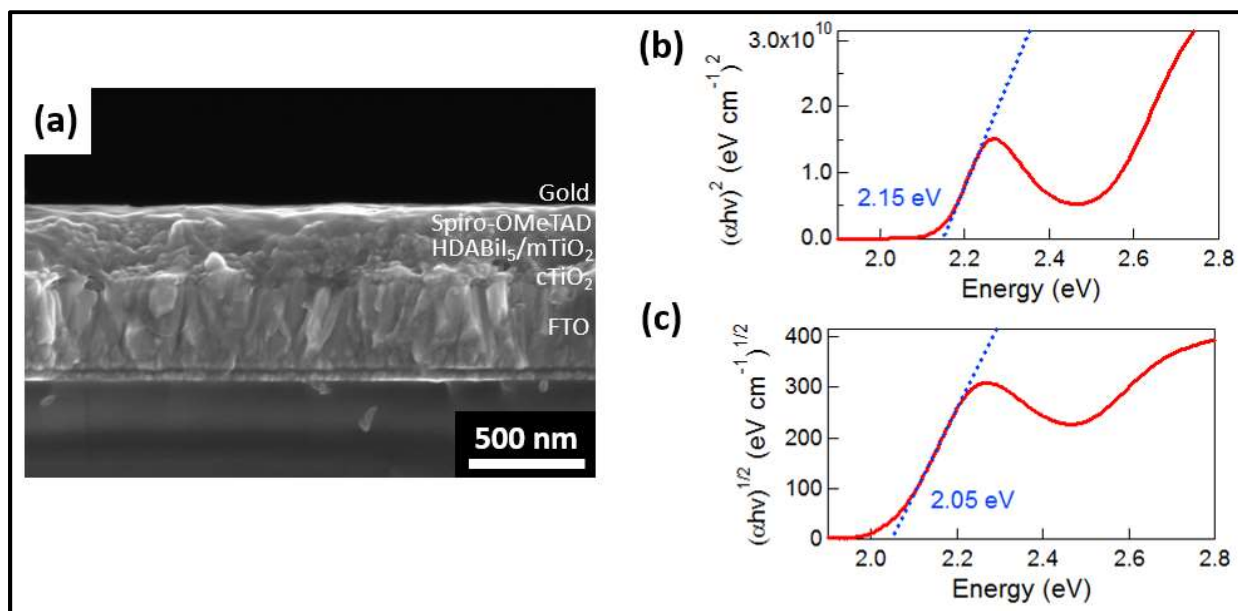 (a)
Gold
Spiro-OMeTAD
HDABiI₅/mTiO₂
cTiO₂
FTO
500 nm
(b)
3.0x10¹⁰
2.0
1.0
0.0
(αhν)² (eV cm⁻¹)²
2.15 eV
2.0 2.2 2.4 2.6 2.8
Energy (eV)
(c)
400
300
200
100
0
(αhν)¹/² (eV cm⁻¹)¹/²
2.05 eV
2.0 2.2 2.4 2.6 2.8
Energy (eV)